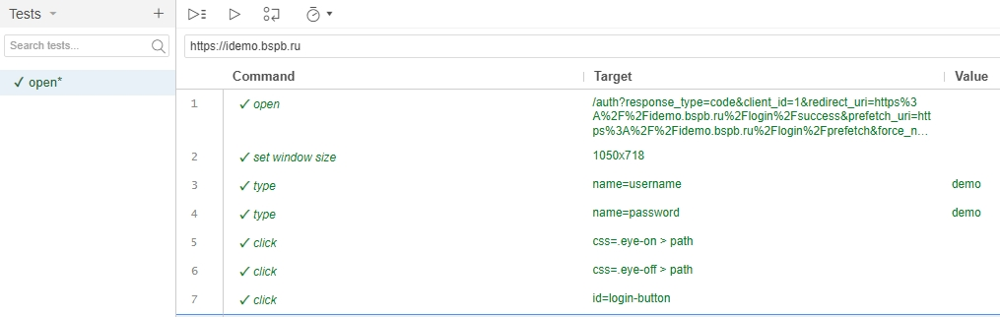 Tests
Search tests...
open*
https://idemo.bspb.ru
Command Target Value
1 open /auth?response_type=code&client_id=1&redirect_uri=https%3
A%2F%2Fidemo.bspb.ru%2Flogin%2Fsuccess&prefetch_uri=htt
ps%3A%2F%2Fidemo.bspb.ru%2Flogin%2Fprefetch&force_n...
2 set window size 1050x718
3 type name=username demo
4 type name=password demo
5 click css=.eye-on > path
6 click css=.eye-off > path
7 click id=login-button